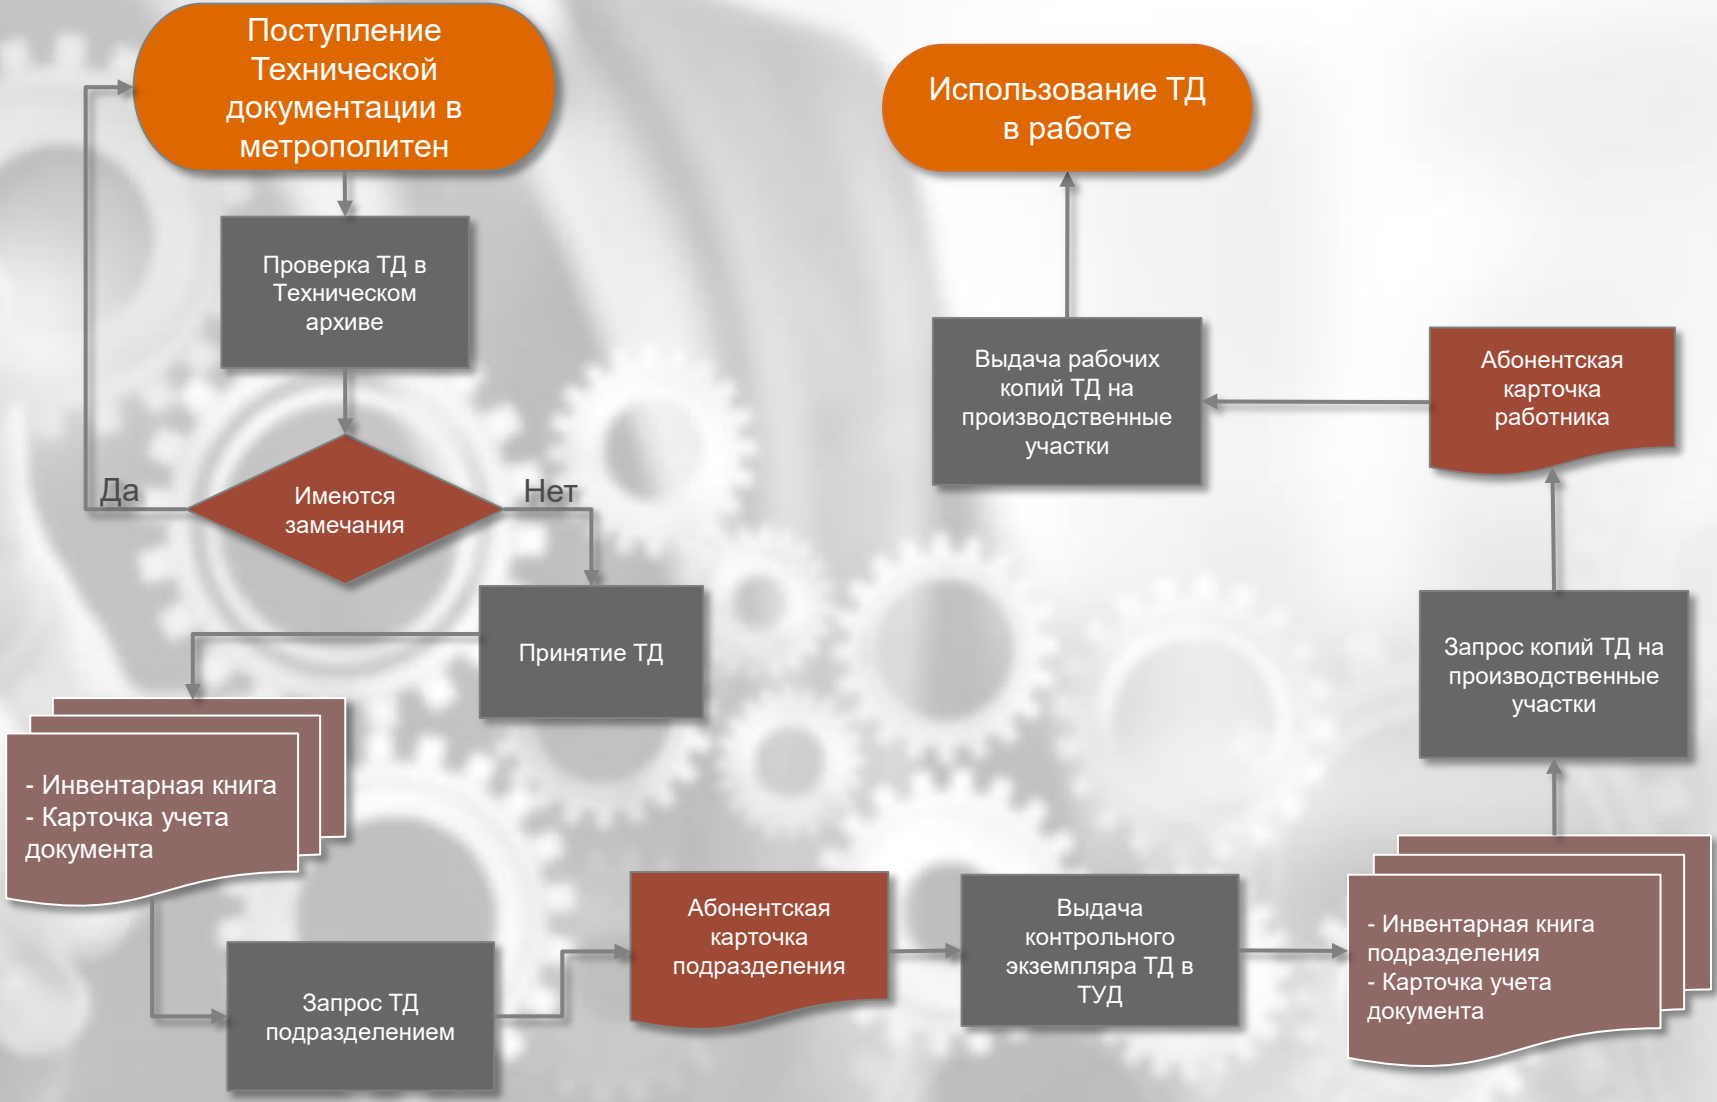 Поступление
Технической
документации в
метрополитен
Проверка ТД в
Техническом
архиве
Имеются
замечания
Да
Нет
Принятие ТД
- Инвентарная книга
- Карточка учета
документа
Запрос ТД
подразделением
Абонентская
карточка
подразделения
Выдача
контрольного
экземпляра ТД в
ТУД
- Инвентарная книга
подразделения
- Карточка учета
документа
Запрос копий ТД на
производственные
участки
Абонентская
карточка
работника
Выдача рабочих
копий ТД на
производственные
участки
Использование ТД
в работе